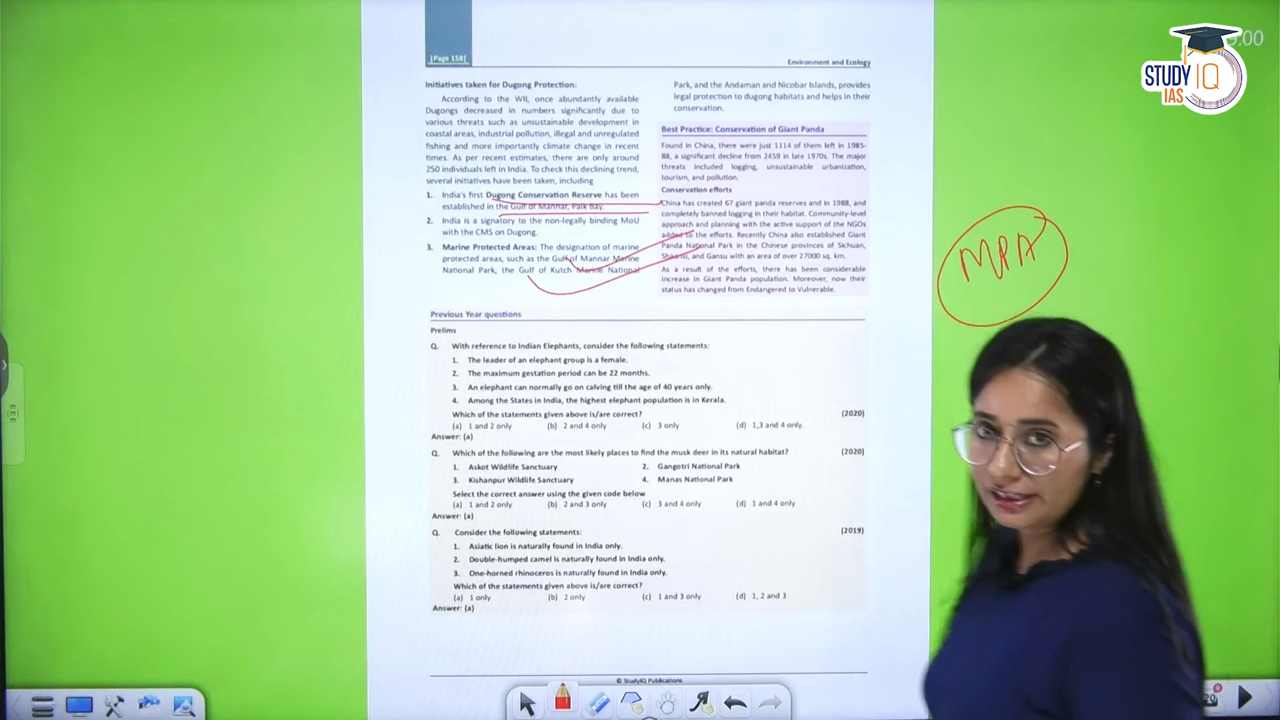 |Page 158|
Environment and Ecology
Initiatives taken for Dugong Protection:
According to the WII, once abundantly available
Dugongs decreased in numbers significantly due to
various threats such as unsustainable development in
coastal areas, industrial pollution, illegal and unregulated
fishing and more importantly climate change in recent
times. As per recent estimates, there are only around
250 individuals left in India. To check this declining trend,
several initiatives have been taken, including
1. India's first Dugong Conservation Reserve has been
established in the Gulf of Mannar, Palk Bay.
2. India is a signatory to the non-legally binding MoU
with the CMS on Dugong.
3. Marine Protected Areas: The designation of marine
protected areas, such as the Gulf of Mannar Marine
National Park, the Gulf of Kutch Marine National
Park, and the Andaman and Nicobar Islands, provides
legal protection to dugong habitats and helps in their
conservation.
Best Practice: Conservation of Giant Panda
Found in China, there were just 1114 of them left in 1985-
88, a significant decline from 2459 in late 1970s. The major
threats included logging, unsustainable urbanization,
tourism, and pollution.
Conservation efforts
China has created 67 giant panda reserves and in 1988, and
completely banned logging in their habitat. Community-level
approach and planning with the active support of the NGOs
added to the efforts. Recently China also established Giant
Panda National Park in the Chinese provinces of Sichuan,
Shaanxi, and Gansu with an area of over 27000 sq. km.
As a result of the efforts, there has been considerable
increase in Giant Panda population. Moreover, now their
status has changed from Endangered to Vulnerable.
Previous Year questions
Prelims
Q. With reference to Indian Elephants, consider the following statements:
1. The leader of an elephant group is a female.
2. The maximum gestation period can be 22 months.
3. An elephant can normally go on calving till the age of 40 years only.
4. Among the States in India, the highest elephant population is in Kerala.
Which of the statements given above is/are correct? (2020)
(a) 1 and 2 only (b) 2 and 4 only (c) 3 only (d) 1,3 and 4 only
Answer: (a)
Q. Which of the following are the most likely places to find the musk deer in its natural habitat? (2020)
1. Askot Wildlife Sanctuary 2. Gangotri National Park
3. Kishanpur Wildlife Sanctuary 4. Manas National Park
Select the correct answer using the given code below
(a) 1 and 2 only (b) 2 and 3 only (c) 3 and 4 only (d) 1 and 4 only
Answer: (a)
Q. Consider the following statements: (2019)
1. Asiatic lion is naturally found in India only.
2. Double-humped camel is naturally found in India only.
3. One-horned rhinoceros is naturally found in India only.
Which of the statements given above is/are correct?
(a) 1 only (b) 2 only (c) 1 and 3 only (d) 1, 2 and 3
Answer: (a)
© StudyIQ Publications
MPA
STUDY IQ
IAS